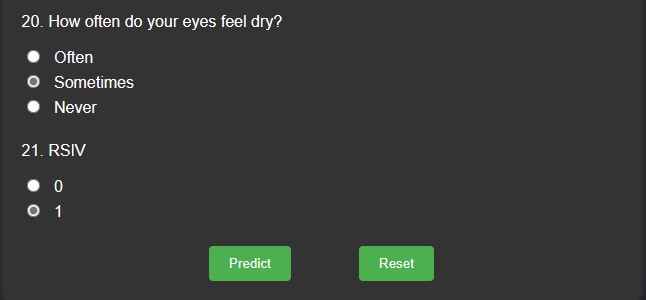 20. How often do your eyes feel dry?
Often
Sometimes
Never
21. RSIV
0
1
Predict Reset